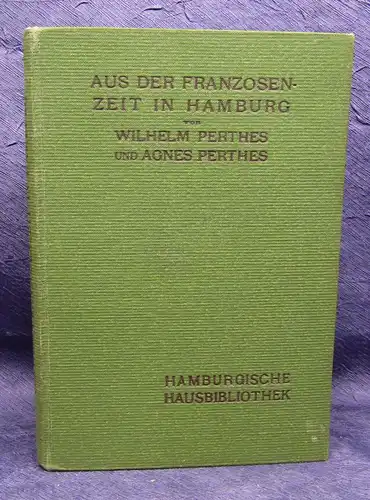 AUS DER FRANZOSEN-
ZEIT IN HAMBURG
VON
WILHELM PERTHES
UND AGNES PERTHES
HAMBURGISCHE
HAUSBIBLIOTHEK